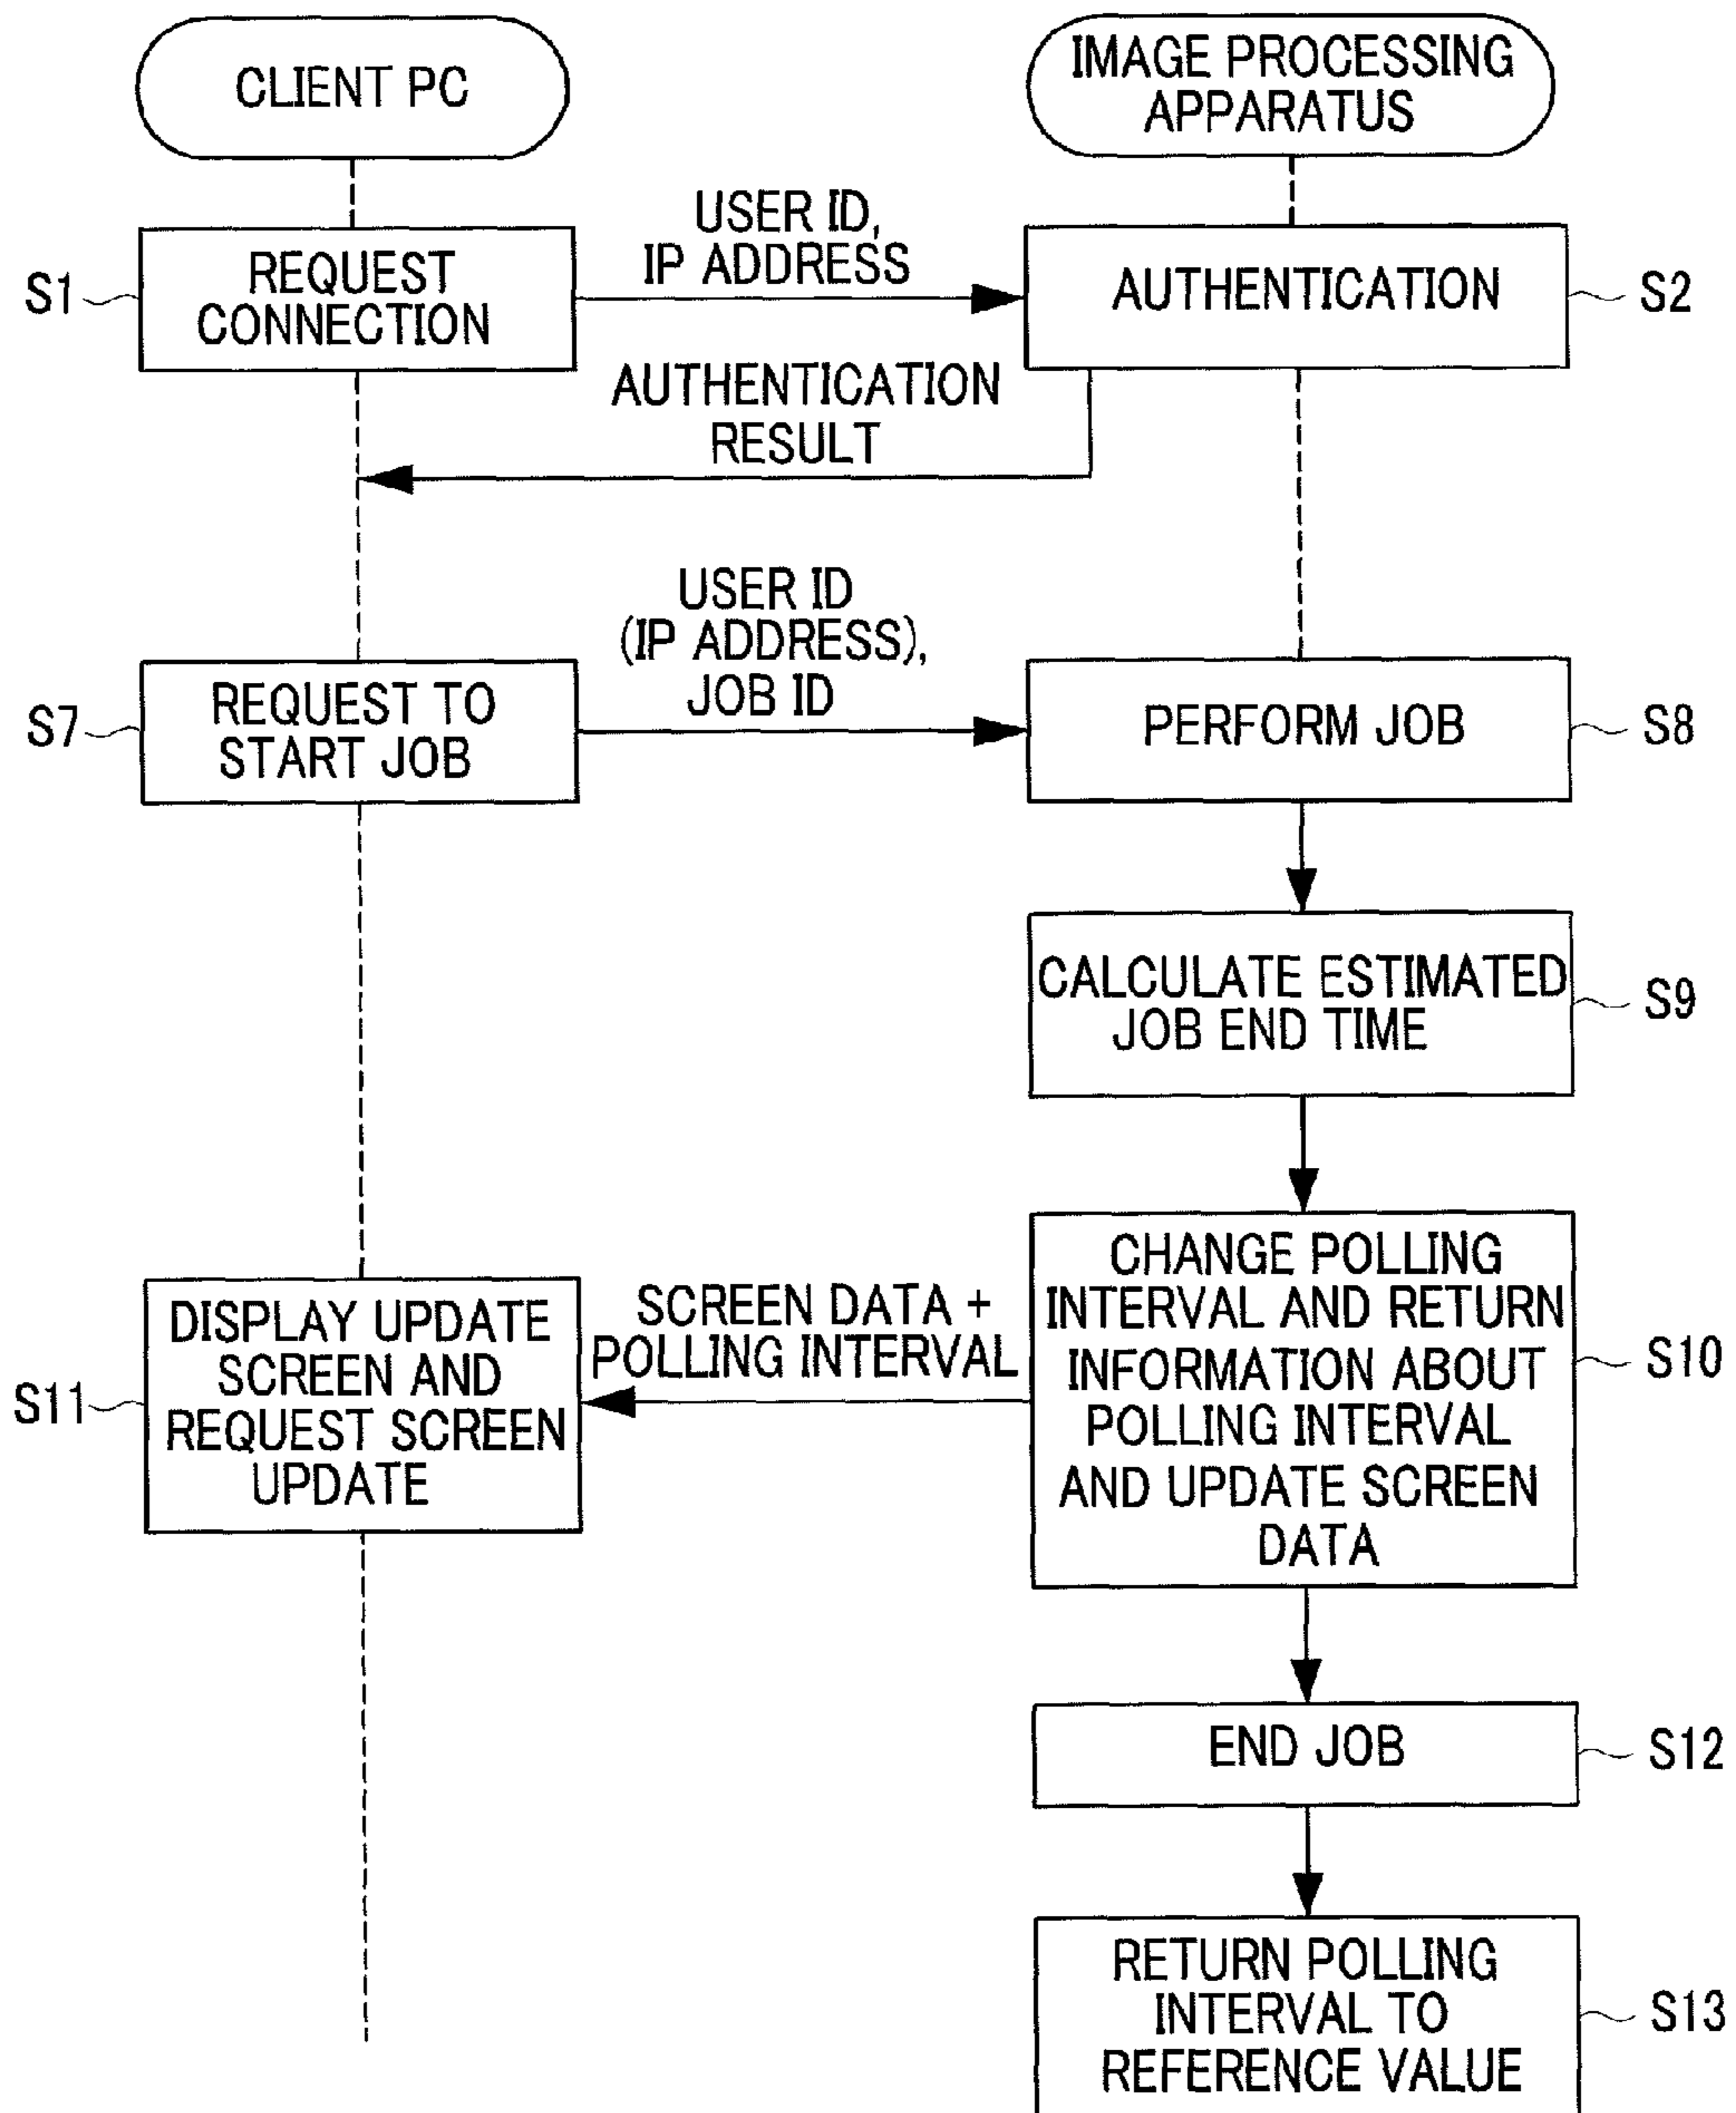 CLIENT PC
IMAGE PROCESSING
APPARATUS
USER ID,
IP ADDRESS
S1
REQUEST
CONNECTION
AUTHENTICATION
S2
AUTHENTICATION
RESULT
USER ID
(IP ADDRESS),
JOB ID
S7
REQUEST TO
START JOB
PERFORM JOB
S8
CALCULATE ESTIMATED
JOB END TIME
S9
S11
DISPLAY UPDATE
SCREEN AND
REQUEST SCREEN
UPDATE
SCREEN DATA +
POLLING INTERVAL
CHANGE POLLING
INTERVAL AND RETURN
INFORMATION ABOUT
POLLING INTERVAL
AND UPDATE SCREEN
DATA
S10
END JOB
S12
RETURN POLLING
INTERVAL TO
REFERENCE VALUE
S13